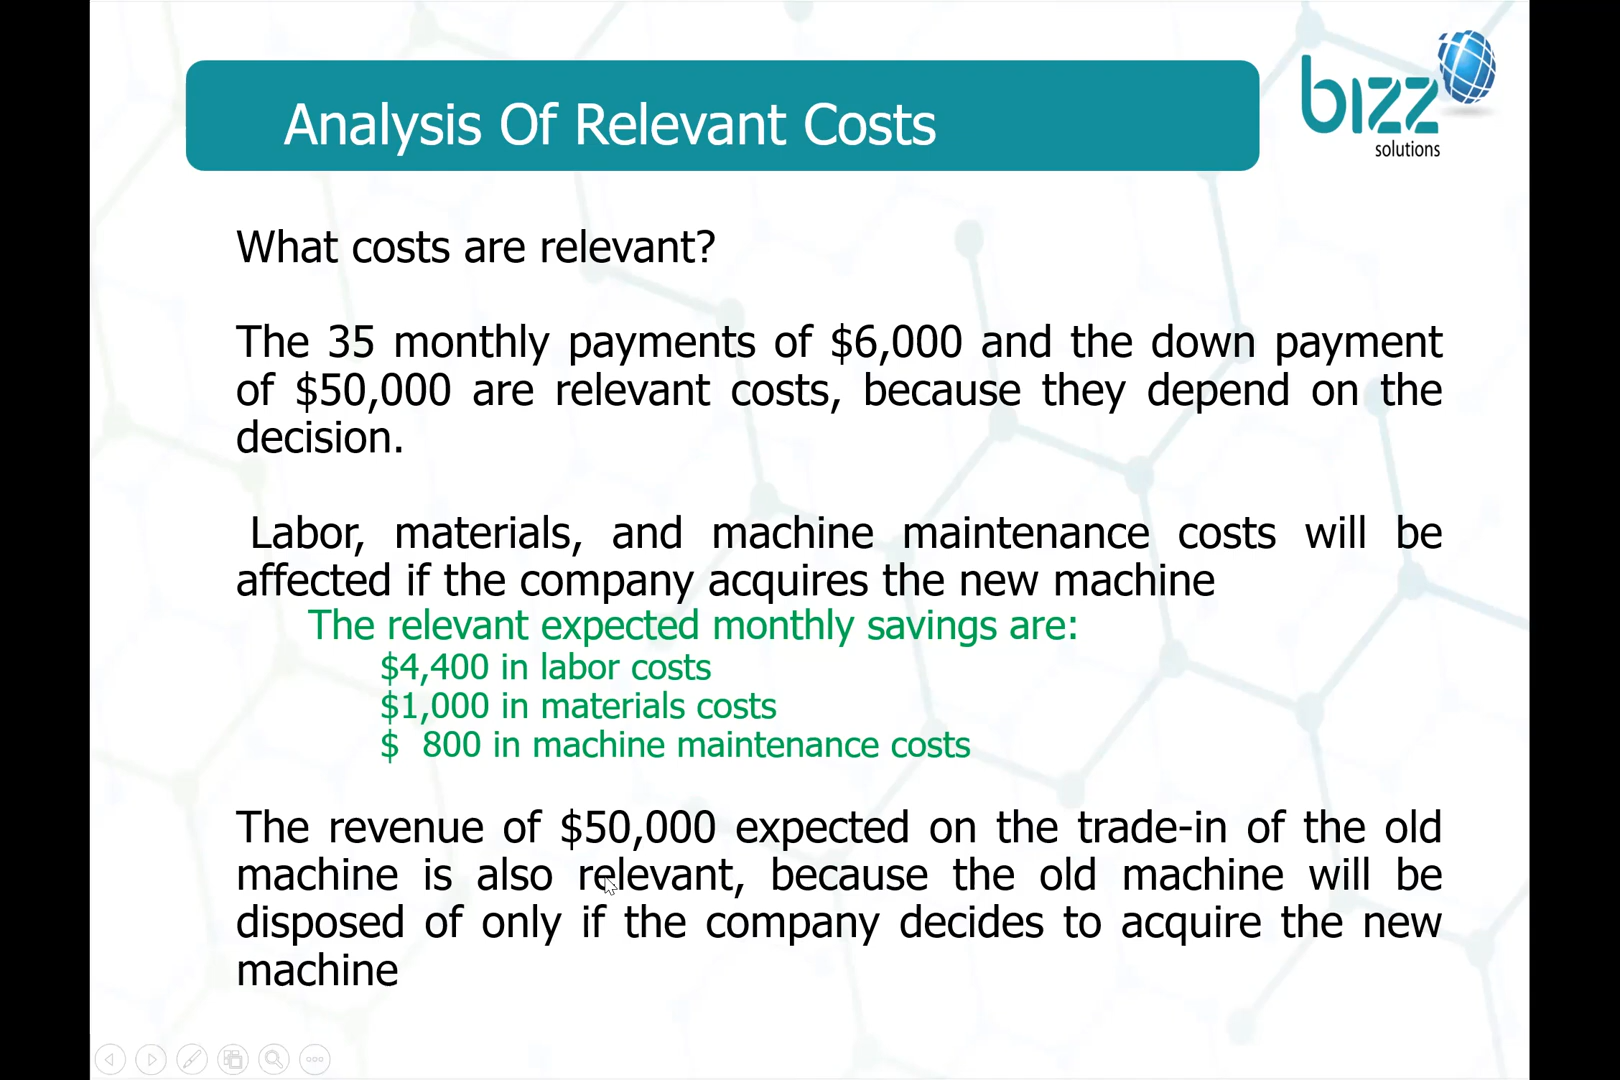 Analysis Of Relevant Costs
bizz
solutions
What costs are relevant?
The 35 monthly payments of $6,000 and the down payment
of $50,000 are relevant costs, because they depend on the
decision.
Labor, materials, and machine maintenance costs will be
affected if the company acquires the new machine
The relevant expected monthly savings are:
$4,400 in labor costs
$1,000 in materials costs
$ 800 in machine maintenance costs
The revenue of $50,000 expected on the trade-in of the old
machine is also relevant, because the old machine will be
disposed of only if the company decides to acquire the new
machine